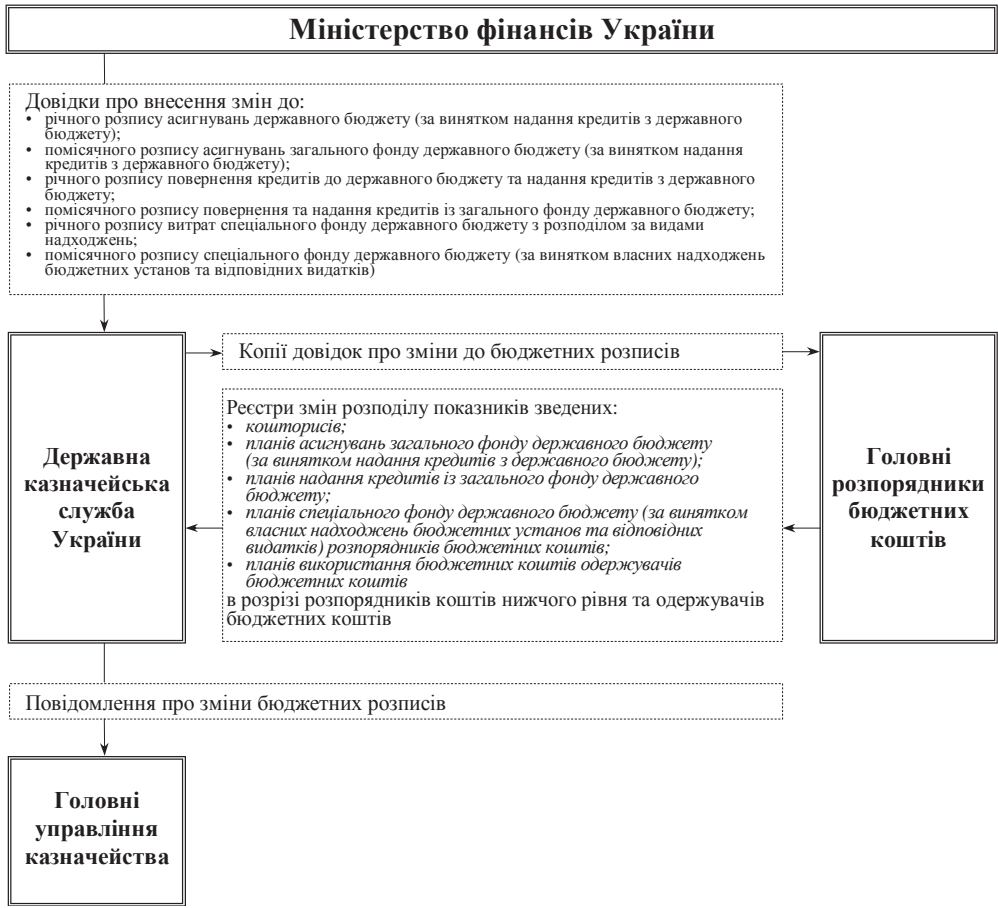 Міністерство фінансів України
Довідки про внесення змін до:
• річного розпису асигнувань державного бюджету (за винятком надання кредитів з державного
бюджету);
• помісячного розпису асигнувань загального фонду державного бюджету (за винятком надання
кредитів з державного бюджету);
• річного розпису повернення кредитів до державного бюджету та надання кредитів з державного
бюджету;
• помісячного розпису повернення та надання кредитів із загального фонду державного бюджету;
• річного розпису витрат спеціального фонду державного бюджету з розподілом за видами
надходжень;
• помісячного розпису спеціального фонду державного бюджету (за винятком власних надходжень
бюджетних установ та відповідних видатків)
Копії довідок про зміни до бюджетних розписів
Державна
казначейська
служба
України
Реєстри змін розподілу показників зведених:
• кошторисів;
• планів асигнувань загального фонду державного бюджету
(за винятком надання кредитів з державного бюджету);
• планів надання кредитів із загального фонду державного
бюджету;
• планів спеціального фонду державного бюджету (за винятком
власних надходжень бюджетних установ та відповідних
видатків) розпорядників бюджетних коштів;
• планів використання бюджетних коштів одержувачів
бюджетних коштів
в розрізі розпорядників коштів нижчого рівня та одержувачів
бюджетних коштів
Головні
розпорядники
бюджетних
коштів
Повідомлення про зміни бюджетних розписів
Головні
управління
казначейства